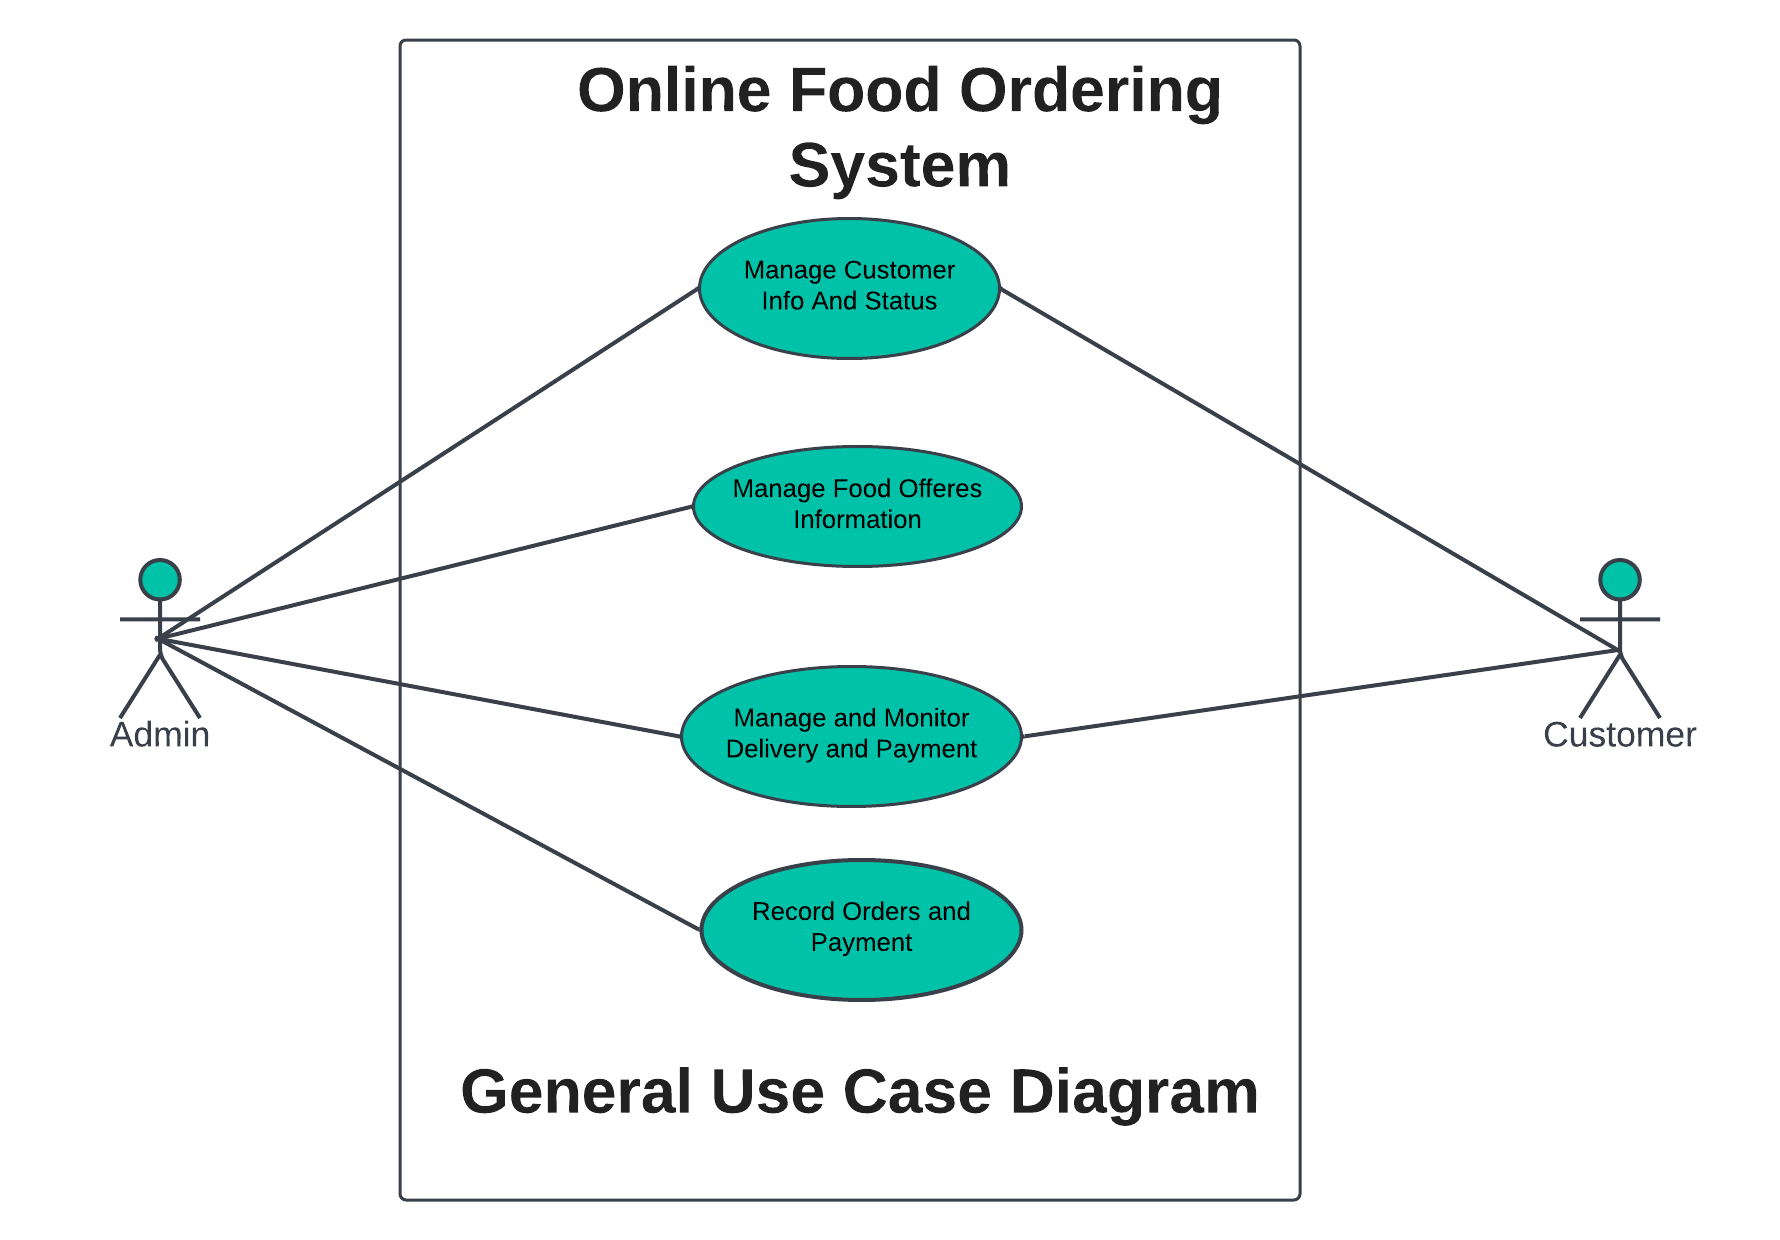 Online Food Ordering
System
Manage Customer
Info And Status
Manage Food Offeres
Information
Admin
Customer
Manage and Monitor
Delivery and Payment
Record Orders and
Payment
General Use Case Diagram